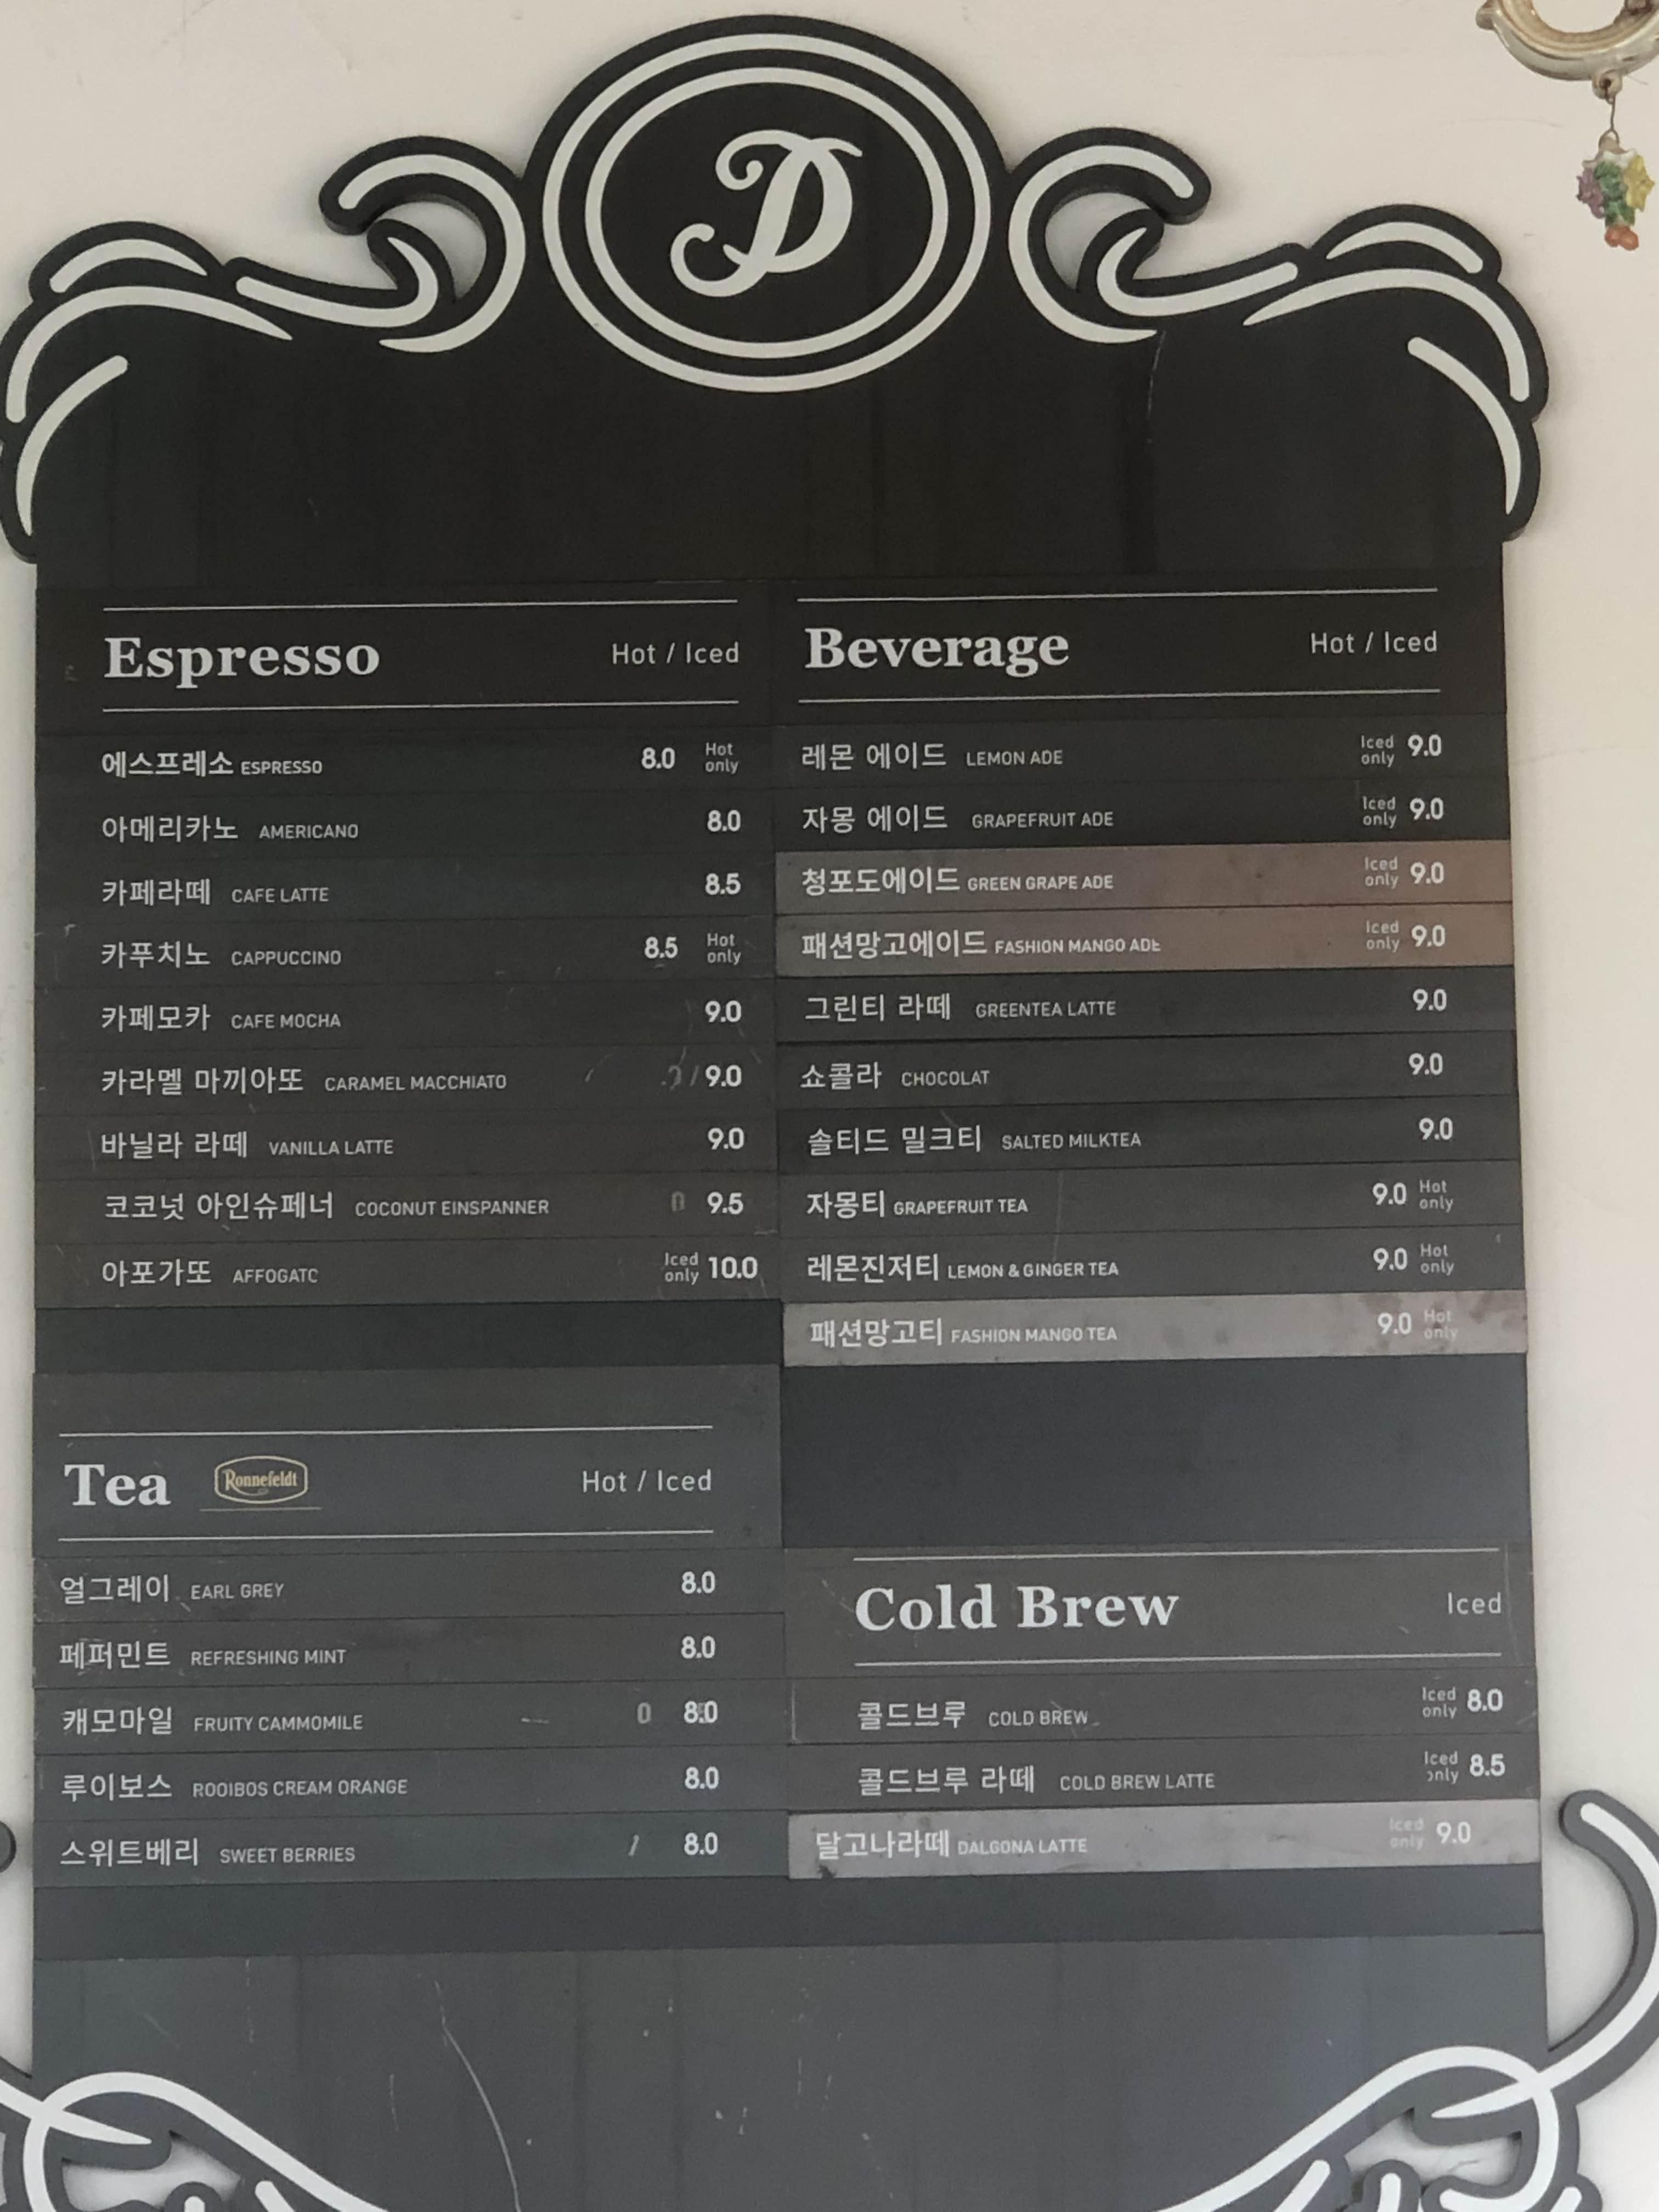 D
Espresso Hot / Iced
에스프레소 ESPRESSO 8.0 Hot only
아메리카노 AMERICANO 8.0
카페라떼 CAFE LATTE 8.5
카푸치노 CAPPUCCINO 8.5 Hot only
카페모카 CAFE MOCHA 9.0
카라멜 마끼아또 CARAMEL MACCHIATO 9.0
바닐라 라떼 VANILLA LATTE 9.0
코코넛 아인슈페너 COCONUT EINSPANNER 9.5
아포가또 AFFOGATO Iced only 10.0
Tea Ronnefeldt Hot / Iced
얼그레이 EARL GREY 8.0
페퍼민트 REFRESHING MINT 8.0
캐모마일 FRUITY CAMMOMILE 8.0
루이보스 ROOIBOS CREAM ORANGE 8.0
스위트베리 SWEET BERRIES 8.0
Beverage Hot / Iced
레몬 에이드 LEMON ADE Iced only 9.0
자몽 에이드 GRAPEFRUIT ADE Iced only 9.0
청포도에이드 GREEN GRAPE ADE Iced only 9.0
패션망고에이드 FASHION MANGO ADE Iced only 9.0
그린티 라떼 GREENTEA LATTE 9.0
쇼콜라 CHOCOLAT 9.0
솔티드 밀크티 SALTED MILKTEA 9.0
자몽티 GRAPEFRUIT TEA 9.0 Hot only
레몬진저티 LEMON & GINGER TEA 9.0 Hot only
패션망고티 FASHION MANGO TEA 9.0 Hot only
Cold Brew Iced
콜드브루 COLD BREW Iced only 8.0
콜드브루 라떼 COLD BREW LATTE Iced only 8.5
달고나라떼 DALGONA LATTE Iced only 9.0